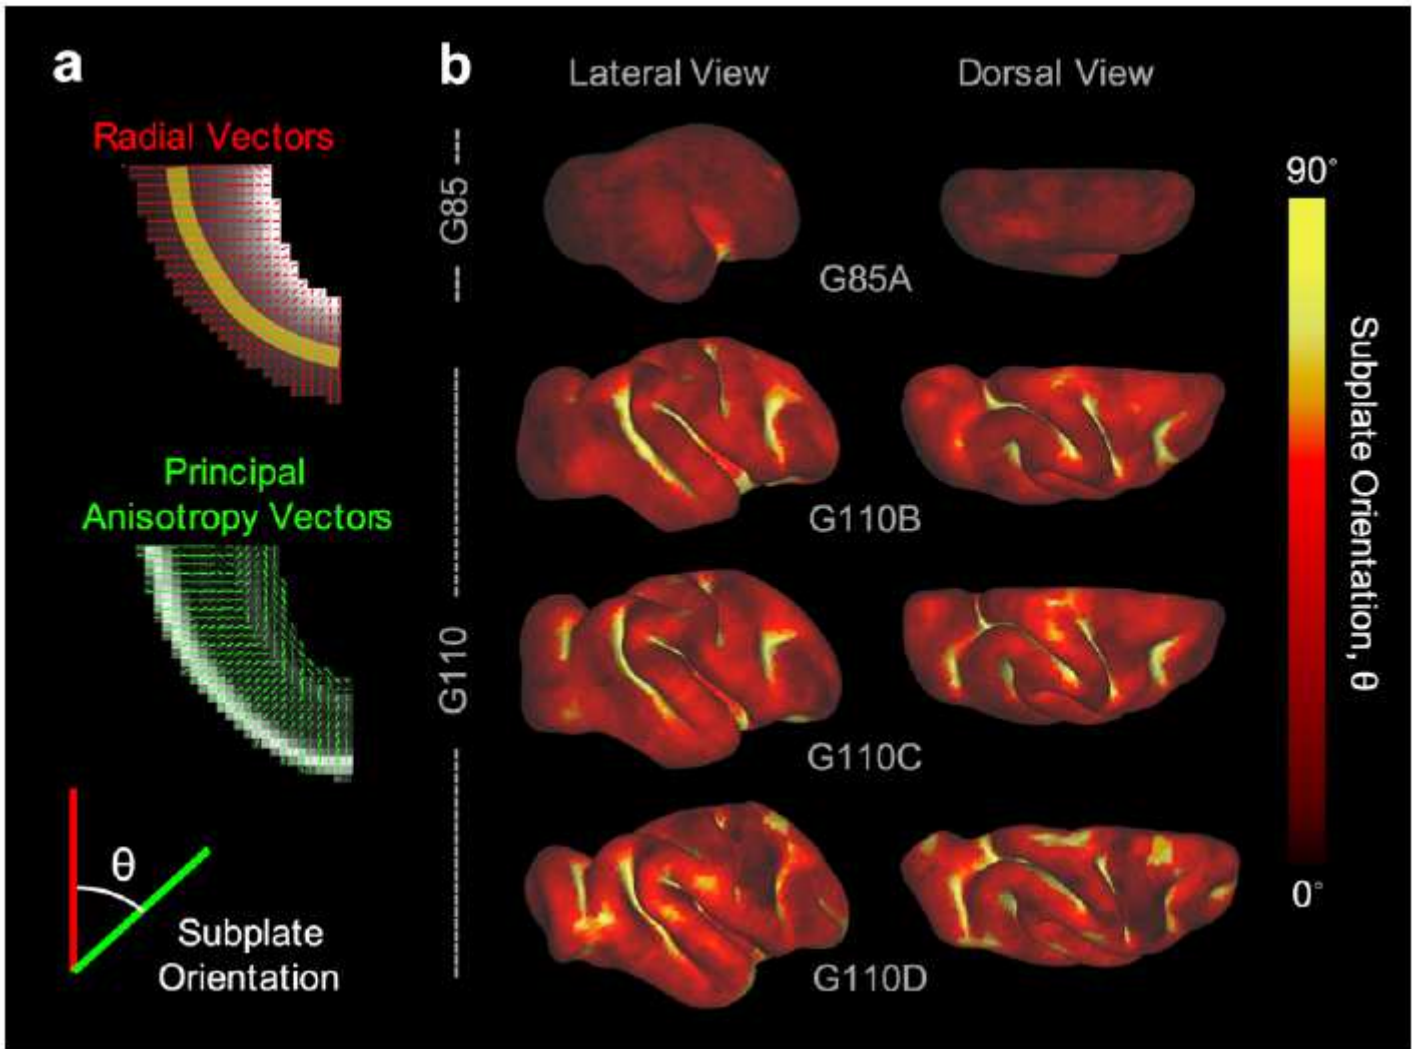 a
Radial Vectors
Principal
Anisotropy Vectors
θ
Subplate
Orientation
b
Lateral View
Dorsal View
G85
G85A
G110
G110B
G110C
G110D
90°
0°
Subplate Orientation, θ